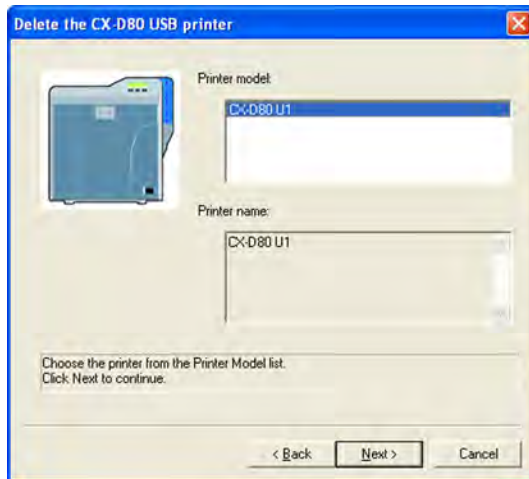 Delete the CX-D80 USB printer
Printer model:
CX-D80 U1
Printer name:
CX-D80 U1
Choose the printer from the Printer Model list.
Click Next to continue.
< Back
Next >
Cancel